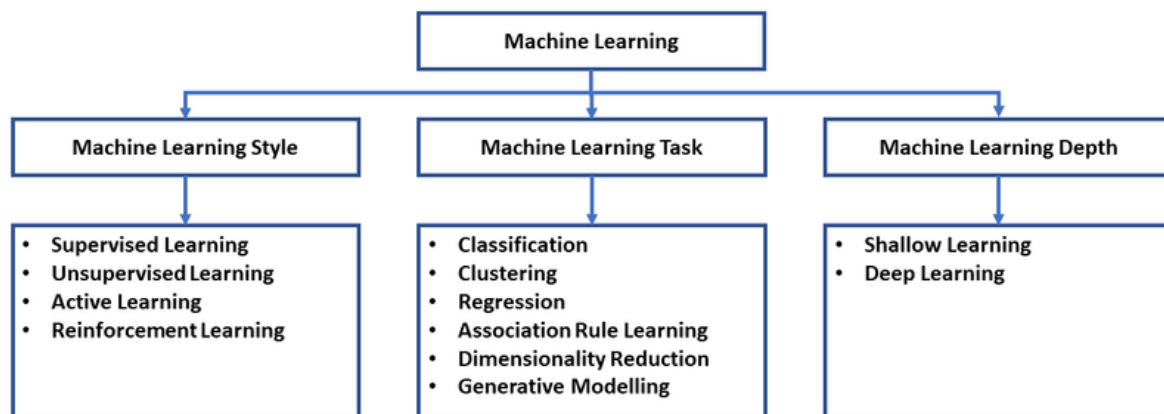 Machine Learning
Machine Learning Style
Machine Learning Task
Machine Learning Depth
• Supervised Learning
• Unsupervised Learning
• Active Learning
• Reinforcement Learning
• Classification
• Clustering
• Regression
• Association Rule Learning
• Dimensionality Reduction
• Generative Modelling
• Shallow Learning
• Deep Learning